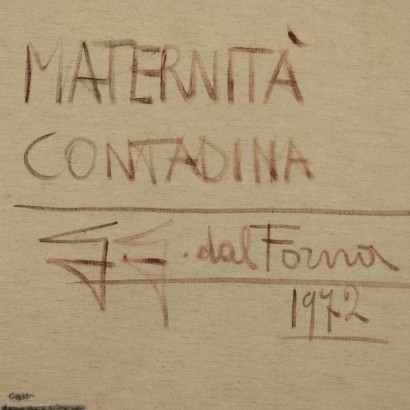 MATERNITÀ
CONTADINA
G. G. dal Forno
1972